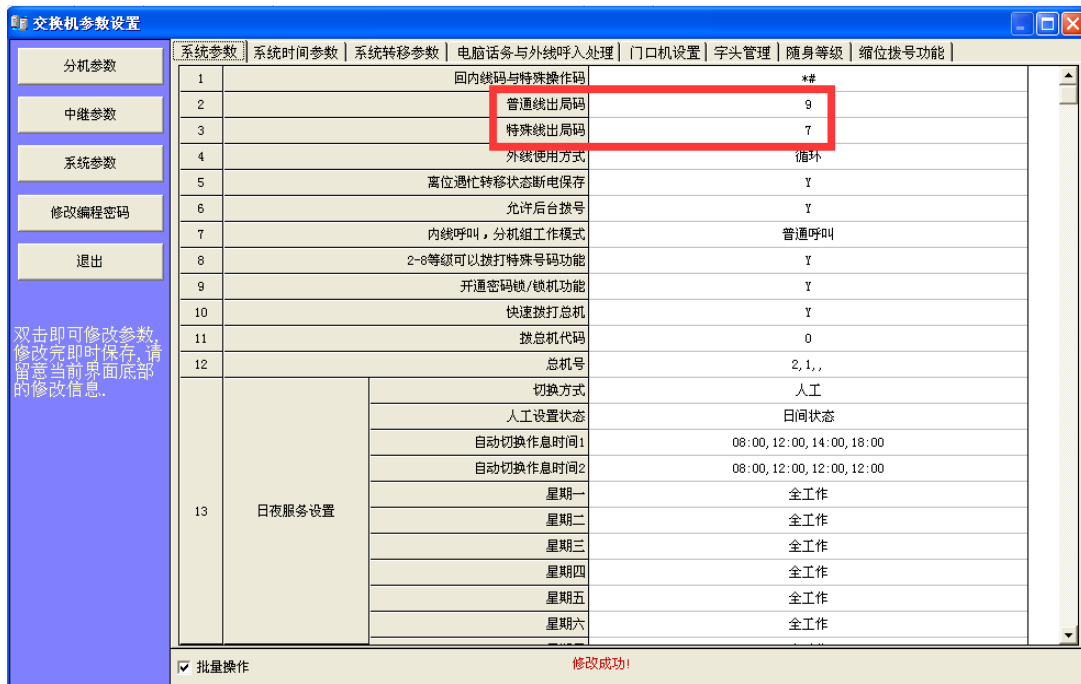 交换机参数设置
分机参数
中继参数
系统参数
修改编程密码
退出
双击即可修改参数,
修改完即时保存,请
留意当前界面底部
的修改信息.
系统参数 系统时间参数 系统转移参数 电脑话务与外线呼入处理 门口机设置 字头管理 随身等级 缩位拨号功能
1 回内线码与特殊操作码 *#
2 普通线出局码 9
3 特殊线出局码 7
4 外线使用方式 循环
5 离位遇忙转移状态断电保存 Y
6 允许后台拨号 Y
7 内线呼叫，分机组工作模式 普通呼叫
8 2-8等级可以拨打特殊号码功能 Y
9 开通密码锁/锁机功能 Y
10 快速拨打总机 Y
11 拨总机代码 0
12 总机号 2,1,,
13 日夜服务设置
切换方式 人工
人工设置状态 日间状态
自动切换作息时间1 08:00,12:00,14:00,18:00
自动切换作息时间2 08:00,12:00,12:00,12:00
星期一 全工作
星期二 全工作
星期三 全工作
星期四 全工作
星期五 全工作
星期六 全工作
批量操作
修改成功!